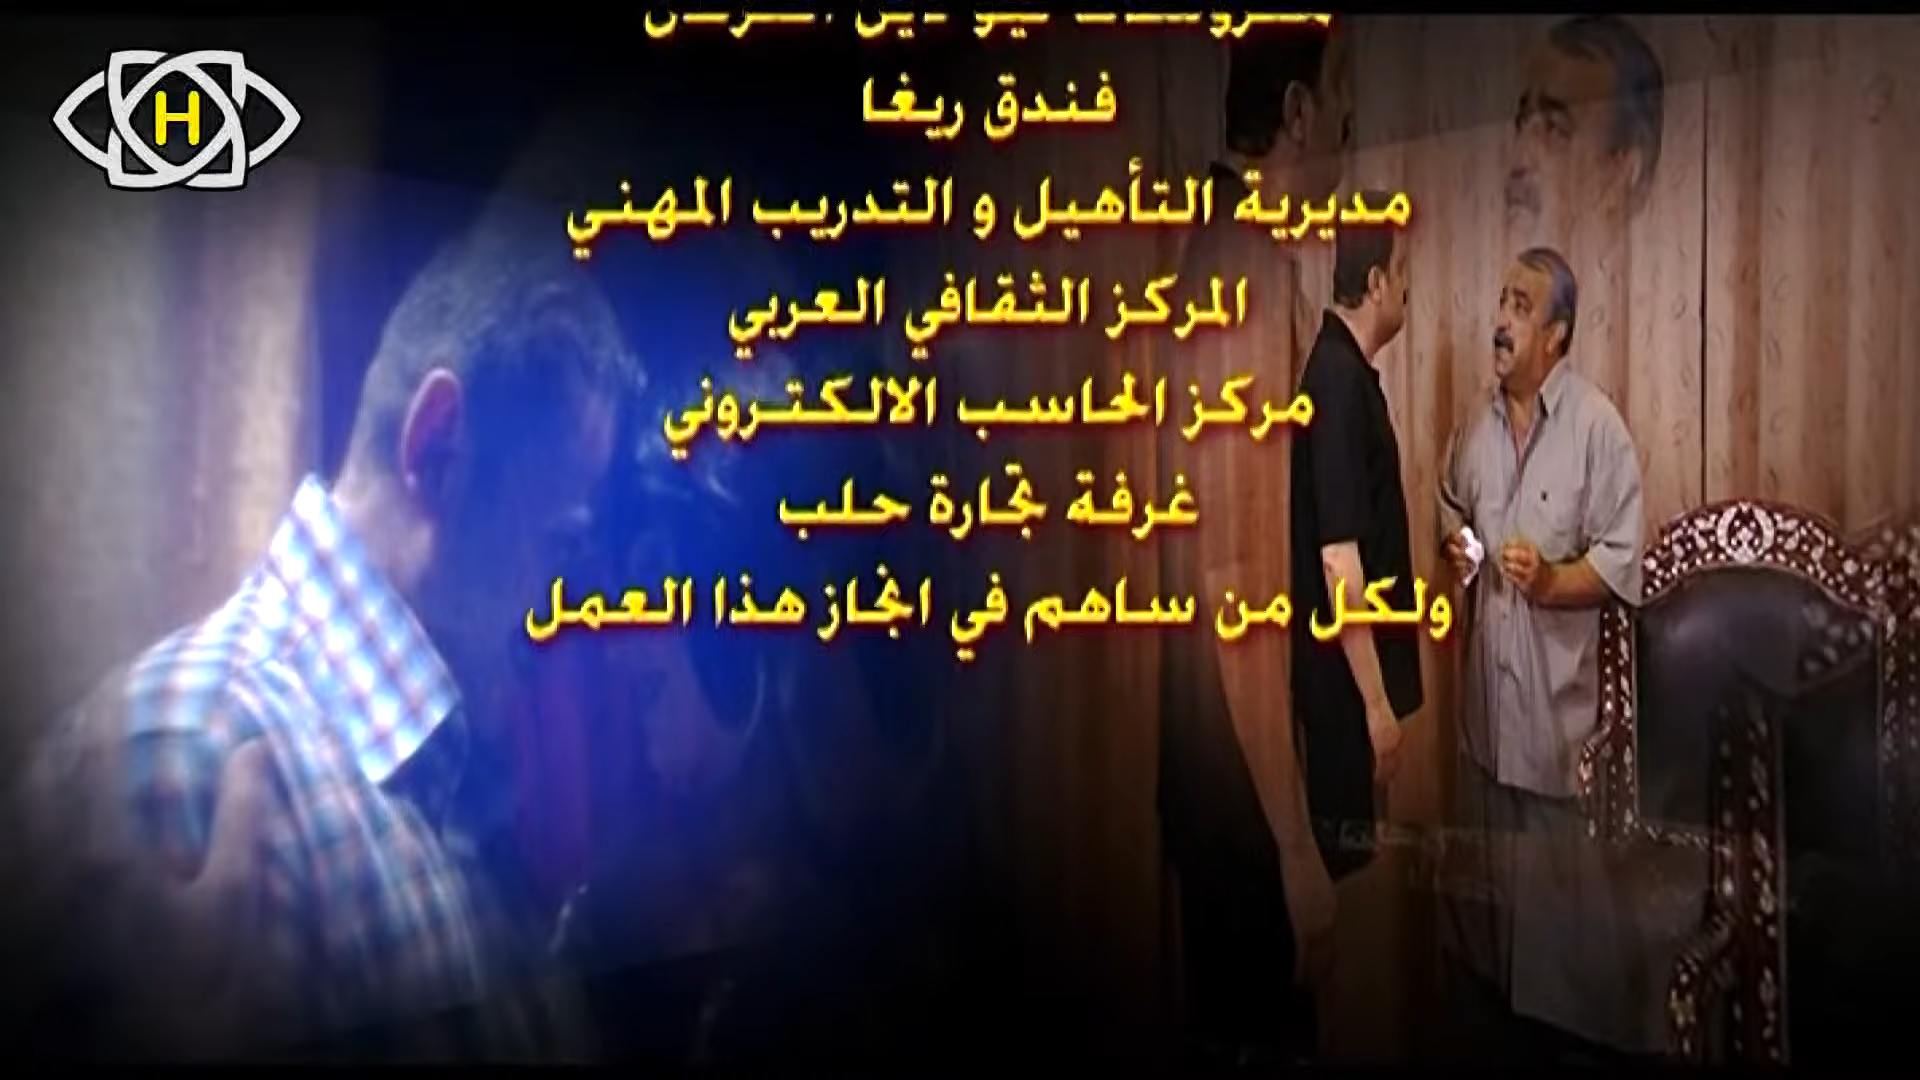 H
فندق ريغا
مديرية التأهيل و التدريب المهني
المركز الثقافي العربي
مركز الحاسب الالكتروني
غرفة تجارة حلب
ولكل من ساهم في انجاز هذا العمل